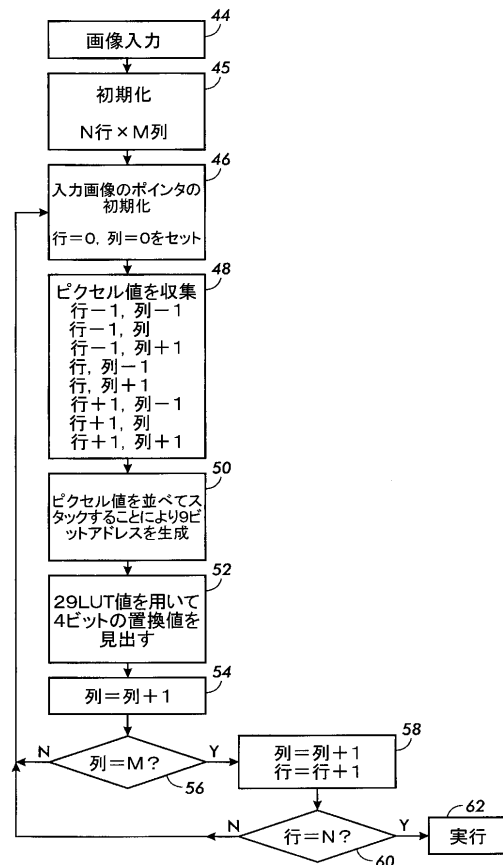 44
画像入力
45
初期化
N行×M列
46
入力画像のポインタの
初期化
行=0, 列=0をセット
48
ピクセル値を収集
行-1, 列-1
行-1, 列
行-1, 列+1
行, 列-1
行, 列+1
行+1, 列-1
行+1, 列
行+1, 列+1
50
ピクセル値を並べてス
タックすることにより9ビ
ットアドレスを生成
52
29LUT値を用いて
4ビットの置換値を
見出す
54
列=列+1
N
列=M?
Y
56
58
列=列+1
行=行+1
N
行=N?
Y
60
62
実行